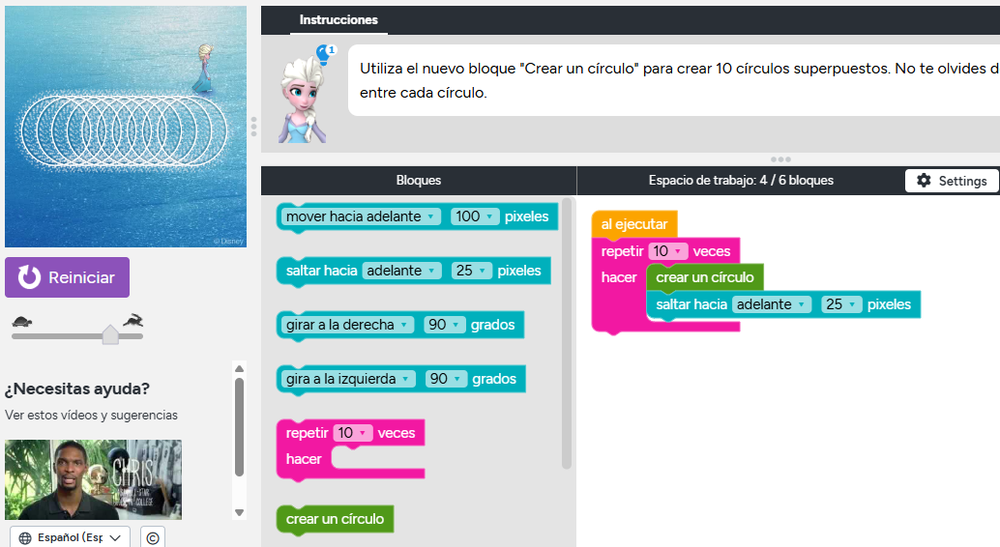 © Disney
Reiniciar
¿Necesitas ayuda?
Ver estos vídeos y sugerencias
CHRIS
Español (Esp
©
Instrucciones
1
Utiliza el nuevo bloque "Crear un círculo" para crear 10 círculos superpuestos. No te olvides d
entre cada círculo.
Bloques
Espacio de trabajo: 4 / 6 bloques
Settings
mover hacia adelante 100 pixeles
saltar hacia adelante 25 pixeles
girar a la derecha 90 grados
gira a la izquierda 90 grados
repetir 10 veces
hacer
crear un círculo
al ejecutar
repetir 10 veces
hacer crear un círculo
saltar hacia adelante 25 pixeles